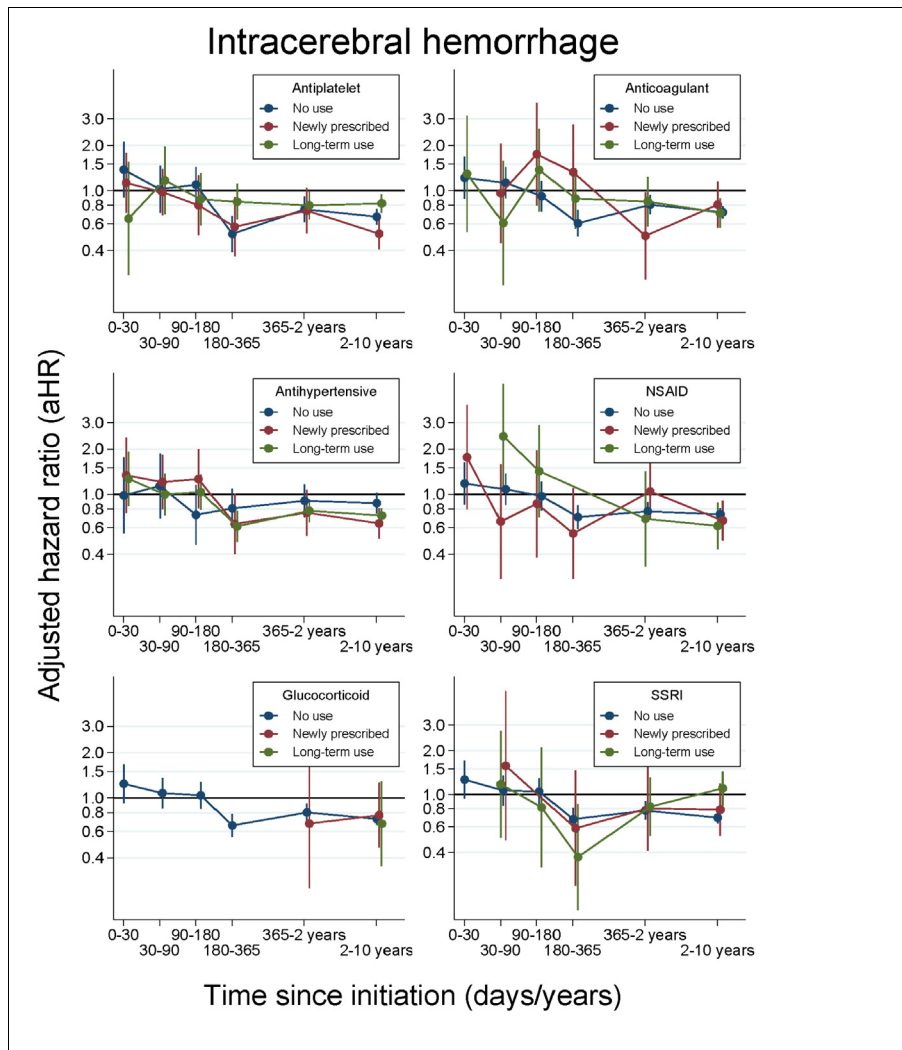 Intracerebral hemorrhage
Adjusted hazard ratio (aHR)
Antiplatelet
No use
Newly prescribed
Long-term use
3.0
2.0
1.5
1.0
0.8
0.6
0.4
0-30
90-180
365-2 years
30-90
180-365
2-10 years
Anticoagulant
No use
Newly prescribed
Long-term use
3.0
2.0
1.5
1.0
0.8
0.6
0.4
0-30
90-180
365-2 years
30-90
180-365
2-10 years
Antihypertensive
No use
Newly prescribed
Long-term use
3.0
2.0
1.5
1.0
0.8
0.6
0.4
0-30
90-180
365-2 years
30-90
180-365
2-10 years
NSAID
No use
Newly prescribed
Long-term use
3.0
2.0
1.5
1.0
0.8
0.6
0.4
0-30
90-180
365-2 years
30-90
180-365
2-10 years
Glucocorticoid
No use
Newly prescribed
Long-term use
3.0
2.0
1.5
1.0
0.8
0.6
0.4
0-30
90-180
365-2 years
30-90
180-365
2-10 years
SSRI
No use
Newly prescribed
Long-term use
3.0
2.0
1.5
1.0
0.8
0.6
0.4
0-30
90-180
365-2 years
30-90
180-365
2-10 years
Time since initiation (days/years)